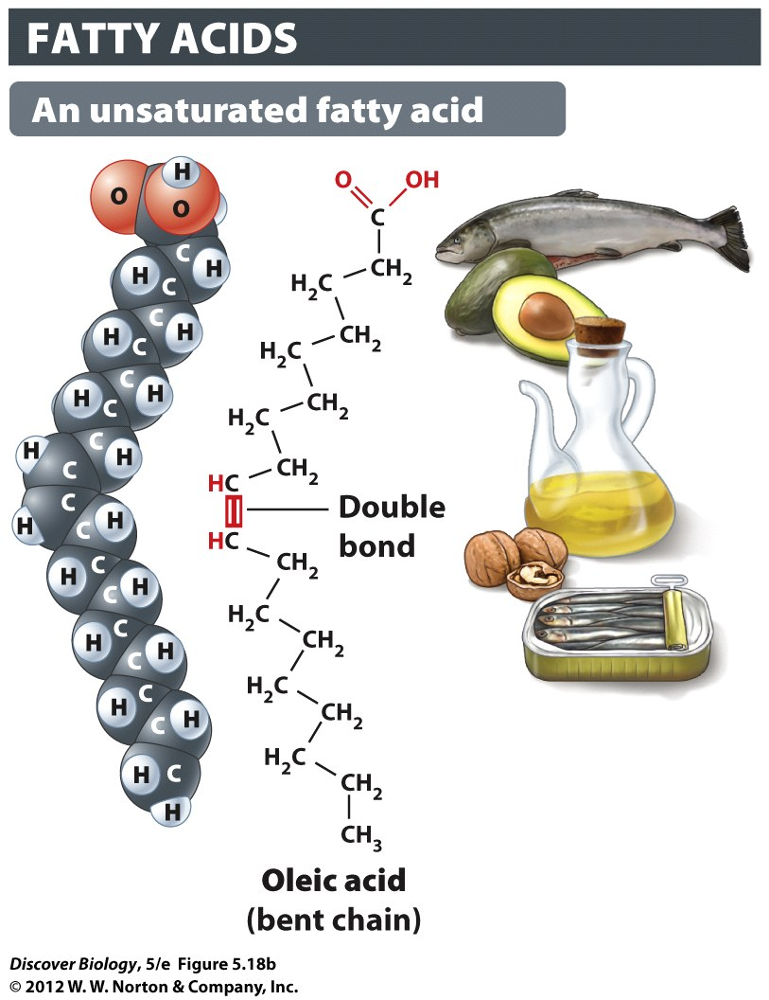 FATTY ACIDS
An unsaturated fatty acid
H
O
O
C
H
H
C
C
H
H
C
C
H
H
C
C
H
H
C
C
H
C
H
C
H
C
H
C
H
C
H
C
H
C
H
C
H
C
H
C
H
O
OH
C
CH₂
H₂C
CH₂
H₂C
CH₂
H₂C
CH₂
HC
Double
bond
HC
CH₂
H₂C
CH₂
H₂C
CH₂
H₂C
CH₂
CH₃
Oleic acid
(bent chain)
Discover Biology, 5/e Figure 5.18b
© 2012 W. W. Norton & Company, Inc.